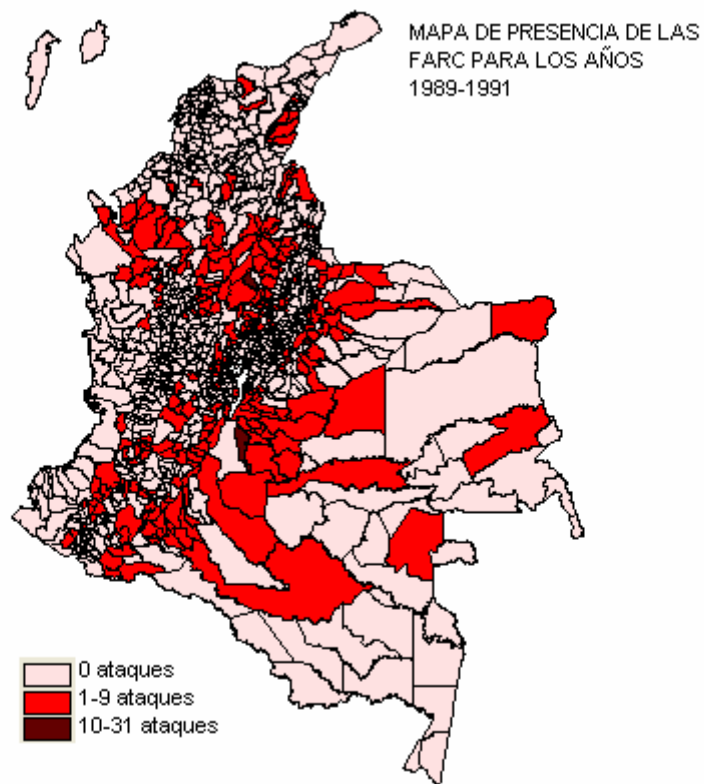 MAPA DE PRESENCIA DE LAS
FARC PARA LOS AÑOS
1989-1991
0 ataques
1-9 ataques
10-31 ataques